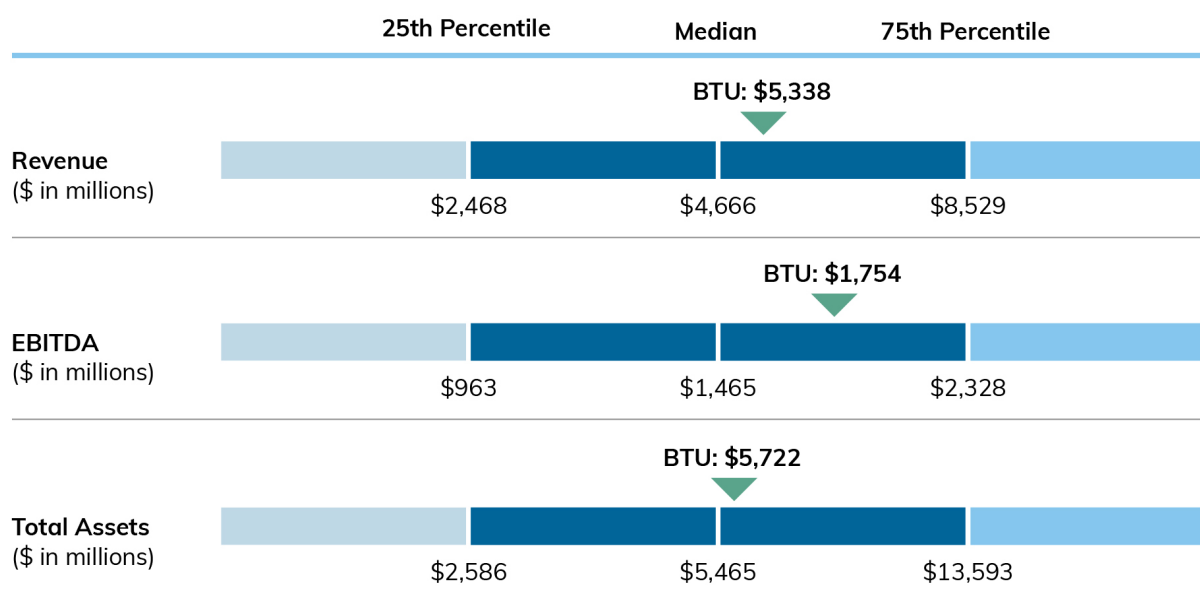 25th Percentile Median 75th Percentile
BTU: $5,338
Revenue
($ in millions)
$2,468 $4,666 $8,529
BTU: $1,754
EBITDA
($ in millions)
$963 $1,465 $2,328
BTU: $5,722
Total Assets
($ in millions)
$2,586 $5,465 $13,593